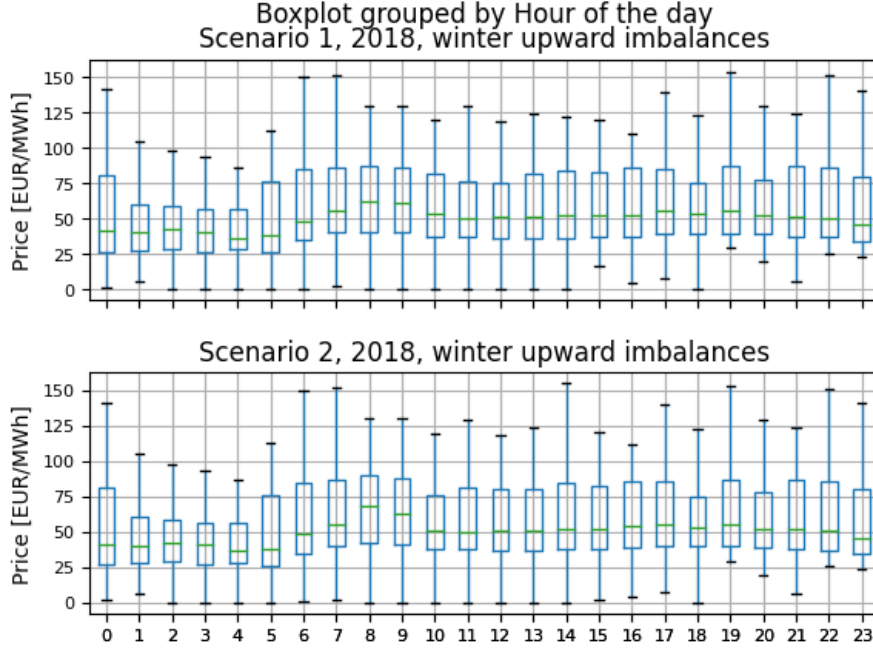 Boxplot grouped by Hour of the day
Scenario 1, 2018, winter upward imbalances
Price [EUR/MWh]
150
125
100
75
50
25
0
Scenario 2, 2018, winter upward imbalances
Price [EUR/MWh]
150
125
100
75
50
25
0
0 1 2 3 4 5 6 7 8 9 10 11 12 13 14 15 16 17 18 19 20 21 22 23